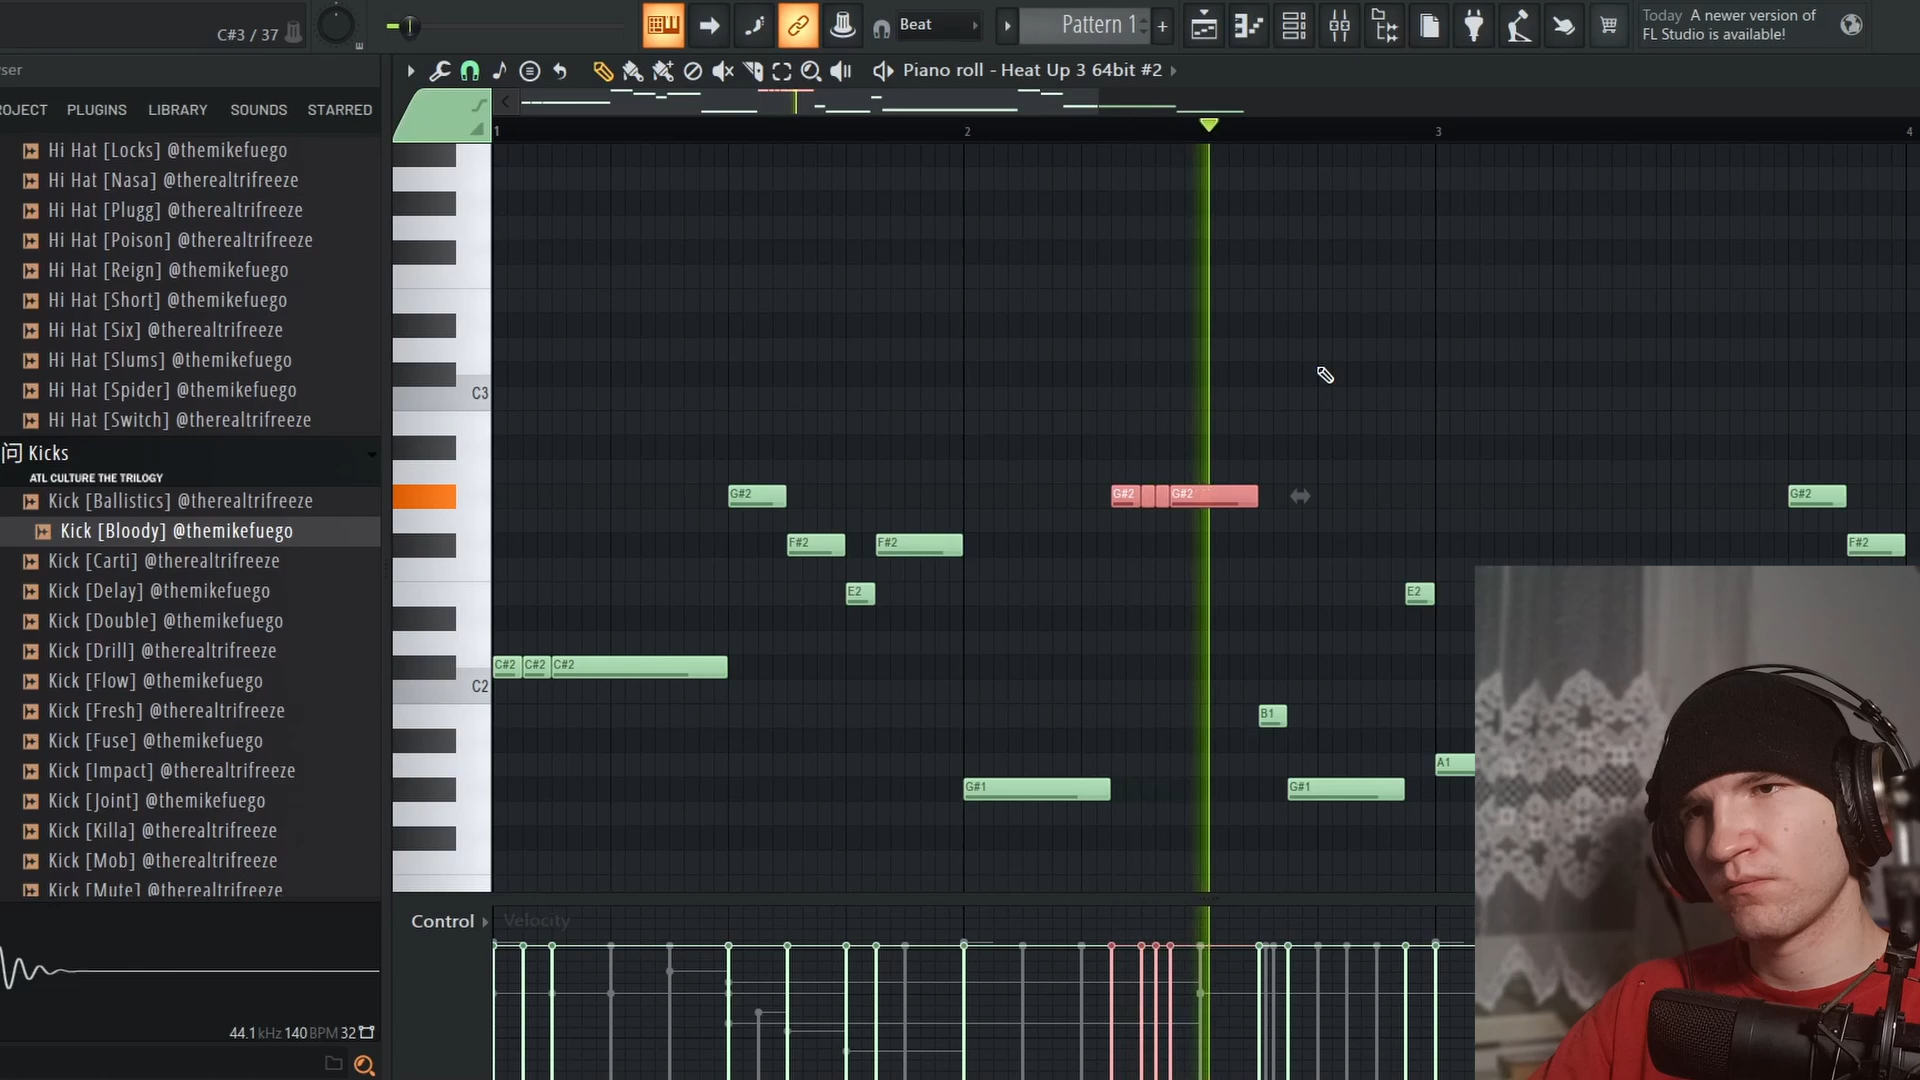 C#3 / 37
Beat
Pattern 1
+
Today A newer version of
FL Studio is available!
ser
Piano roll - Heat Up 3 64bit #2
ROJECT
PLUGINS
LIBRARY
SOUNDS
STARRED
1
2
3
4
Hi Hat [Locks] @themikefuego
Hi Hat [Nasa] @therealtrifreeze
Hi Hat [Plugg] @therealtrifreeze
Hi Hat [Poison] @therealtrifreeze
Hi Hat [Reign] @themikefuego
Hi Hat [Short] @themikefuego
Hi Hat [Six] @therealtrifreeze
Hi Hat [Slums] @themikefuego
Hi Hat [Spider] @themikefuego
Hi Hat [Switch] @therealtrifreeze
Kicks
ATL CULTURE THE TRILOGY
Kick [Ballistics] @therealtrifreeze
Kick [Bloody] @themikefuego
Kick [Carti] @therealtrifreeze
Kick [Delay] @themikefuego
Kick [Double] @themikefuego
Kick [Drill] @therealtrifreeze
Kick [Flow] @themikefuego
Kick [Fresh] @therealtrifreeze
Kick [Fuse] @themikefuego
Kick [Impact] @therealtrifreeze
Kick [Joint] @themikefuego
Kick [Killa] @therealtrifreeze
Kick [Mob] @therealtrifreeze
Kick [Mute] @therealtrifreeze
C3
G#2
G#2
G#2
G#2
F#2
F#2
F#2
E2
E2
C#2
C#2
C#2
C2
B1
A1
G#1
G#1
Control
Velocity
44.1kHz 140 BPM 32